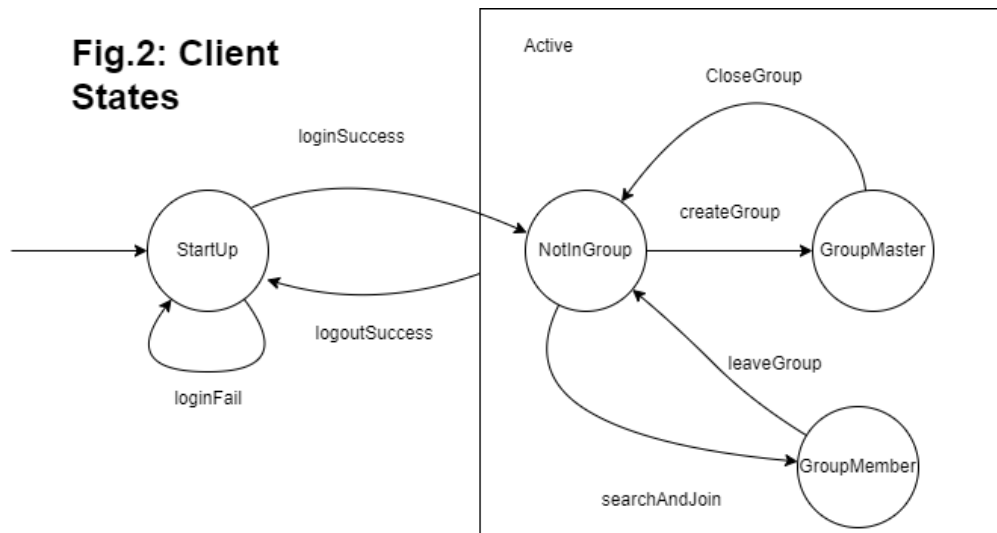 Fig.2: Client
States
Active
CloseGroup
loginSuccess
createGroup
StartUp
NotInGroup
GroupMaster
logoutSuccess
leaveGroup
loginFail
GroupMember
searchAndJoin